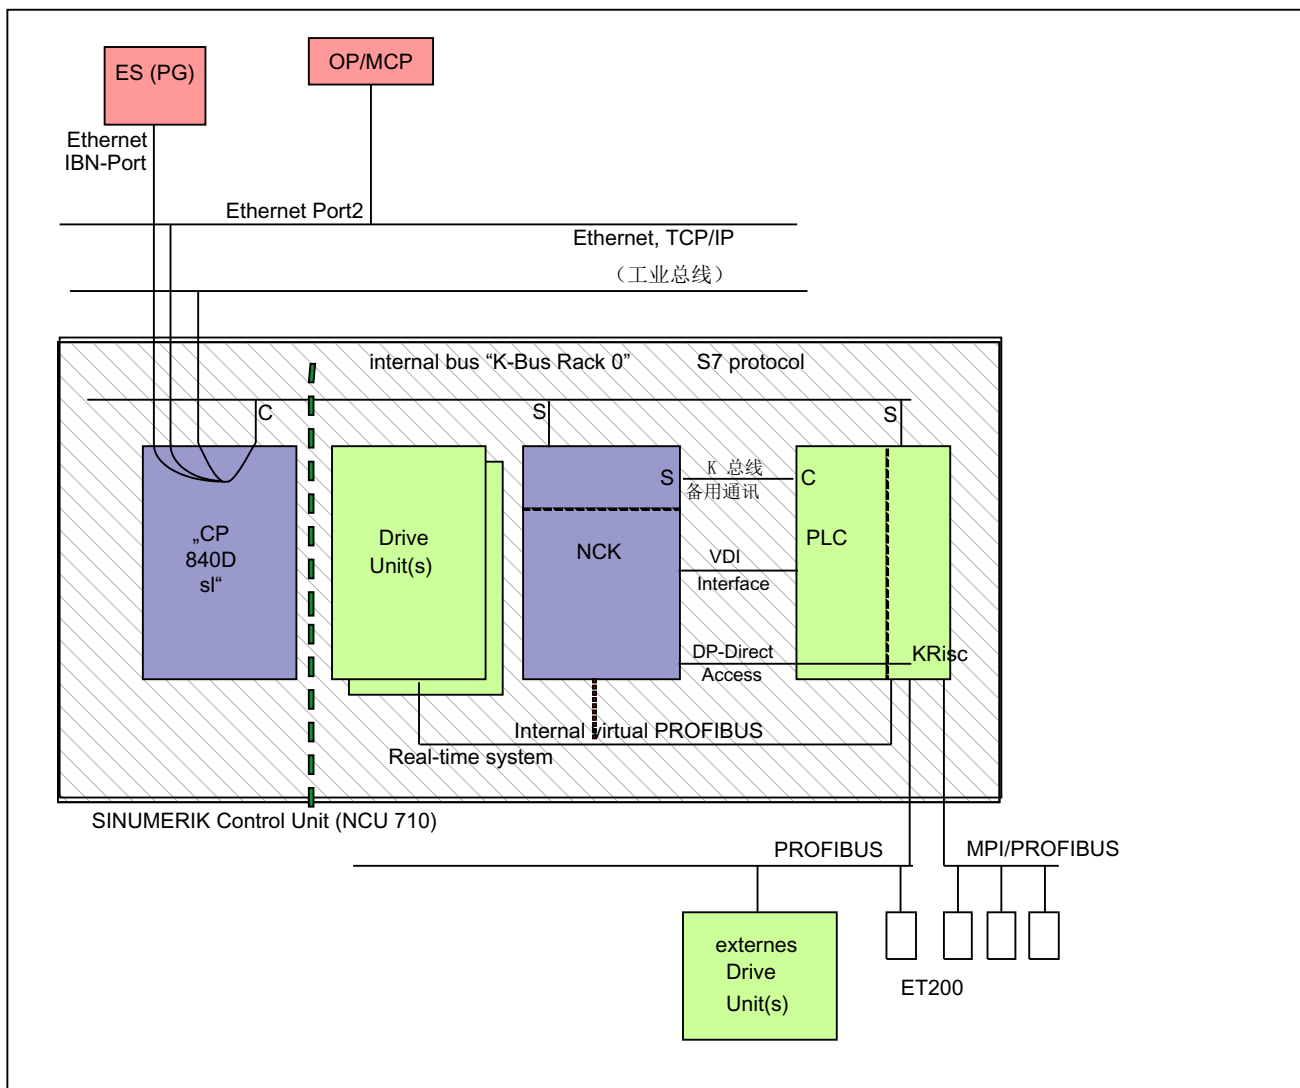 ES (PG)
OP/MCP
Ethernet
IBN-Port
Ethernet Port2
Ethernet, TCP/IP
（工业总线）
internal bus “K-Bus Rack 0”
S7 protocol
C
S
S
S
K 总线
备用通讯
C
„CP
840D
sl“
Drive
Unit(s)
NCK
VDI
Interface
PLC
DP-Direct
Access
KRisc
Internal virtual PROFIBUS
Real-time system
SINUMERIK Control Unit (NCU 710)
PROFIBUS
MPI/PROFIBUS
externes
Drive
Unit(s)
ET200